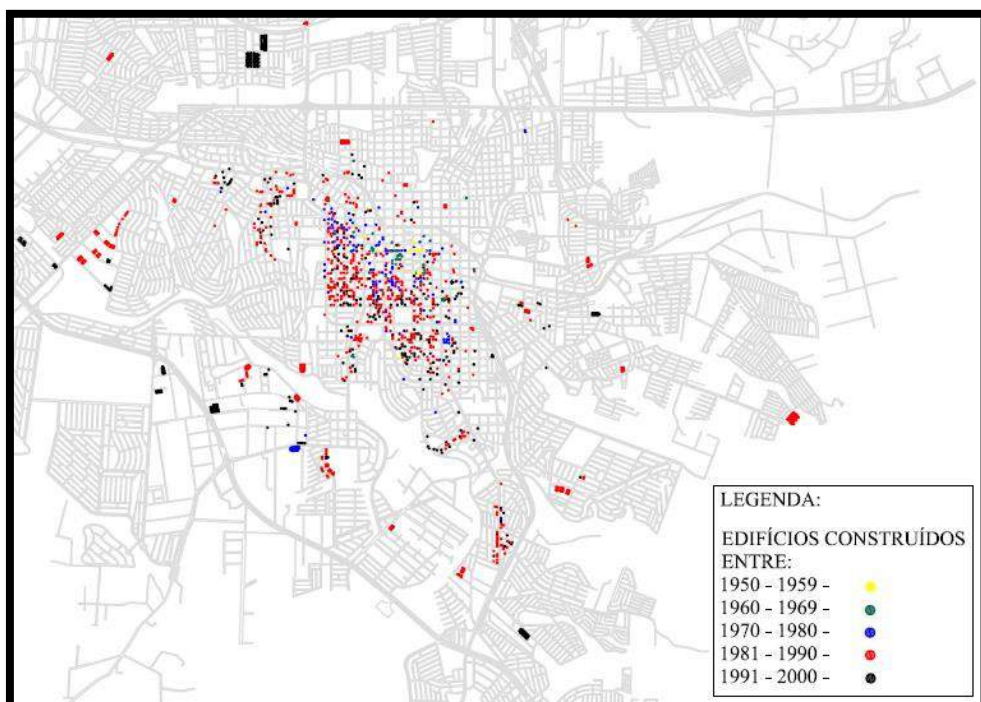 LEGENDA:
EDIFÍCIOS CONSTRUÍDOS
ENTRE:
1950 - 1959 -
1960 - 1969 -
1970 - 1980 -
1981 - 1990 -
1991 - 2000 -